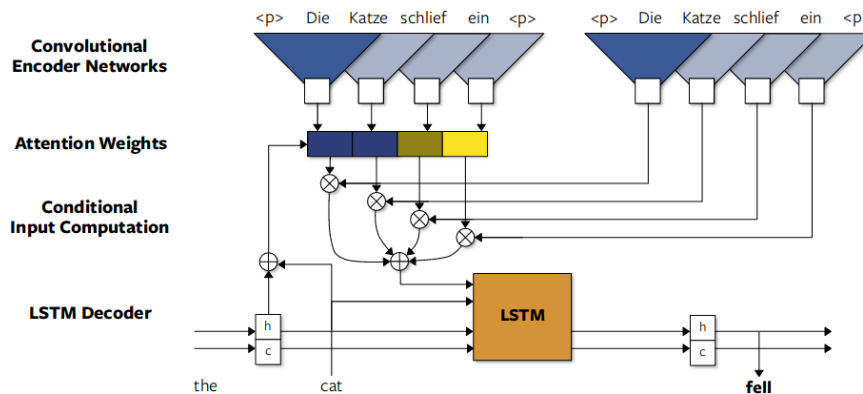 <p> Die Katze schlief ein <p> <p> Die Katze schlief ein <p
Convolutional
Encoder Networks
Attention Weights
Conditional
Input Computation
LSTM Decoder
LSTM
h
c
h
c
the
cat
fell